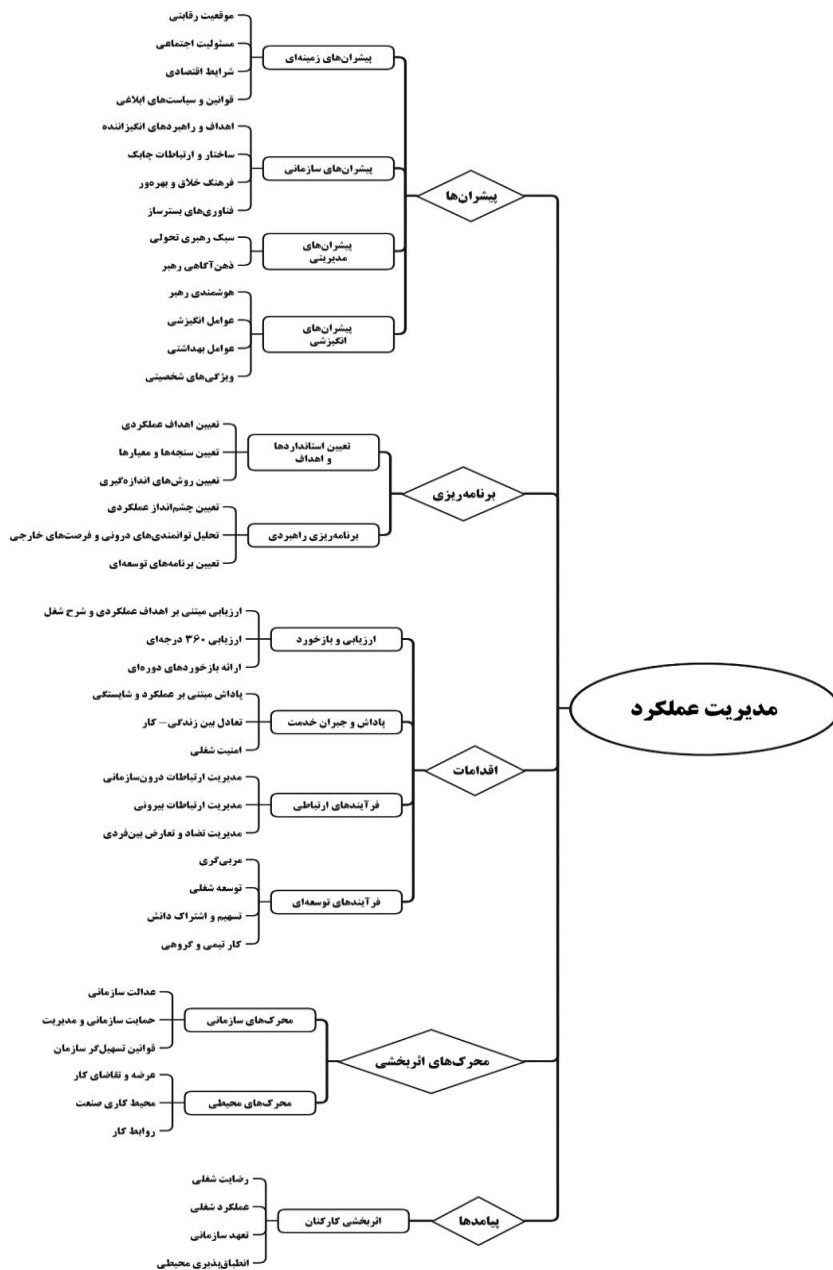 مدیریت عملکرد
پیشران‌ها
پیشران‌های زمینه‌ای
موقعیت رقابتی
مسئولیت اجتماعی
شرایط اقتصادی
قوانین و سیاست‌های ابلاغی
پیشران‌های سازمانی
اهداف و راهبردهای انگیزاننده
ساختار و ارتباطات چابک
فرهنگ خلاق و بهره‌ور
فناوری‌های بسترساز
پیشران‌های
مدیریتی
سبک رهبری تحولی
ذهن‌آگاهی رهبر
پیشران‌های
انگیزشی
هوشمندی رهبر
عوامل انگیزشی
عوامل بهداشتی
ویژگی‌های شخصیتی
برنامه‌ریزی
تعیین استانداردها
و اهداف
تعیین اهداف عملکردی
تعیین سنجه‌ها و معیارها
تعیین روش‌های اندازه‌گیری
برنامه‌ریزی راهبردی
تعیین چشم‌انداز عملکردی
تحلیل توانمندی‌های درونی و فرصت‌های خارجی
تعیین برنامه‌های توسعه‌ای
اقدامات
ارزیابی و بازخورد
ارزیابی مبتنی بر اهداف عملکردی و شرح شغل
ارزیابی ۳۶۰ درجه‌ای
ارائه بازخوردهای دوره‌ای
پاداش و جبران خدمت
پاداش مبتنی بر عملکرد و شایستگی
تعادل بین زندگی– کار
امنیت شغلی
فرآیندهای ارتباطی
مدیریت ارتباطات درون‌سازمانی
مدیریت ارتباطات بیرونی
مدیریت تضاد و تعارض بین‌فردی
فرآیندهای توسعه‌ای
مربی‌گری
توسعه شغلی
تسهیم و اشتراک دانش
کار تیمی و گروهی
محرک‌های اثربخشی
محرک‌های سازمانی
عدالت سازمانی
حمایت سازمانی و مدیریت
قوانین تسهیل‌گر سازمان
محرک‌های محیطی
عرضه و تقاضای کار
محیط کاری صنعت
روابط کار
پیامدها
اثربخشی کارکنان
رضایت شغلی
عملکرد شغلی
تعهد سازمانی
انطباق‌پذیری محیطی